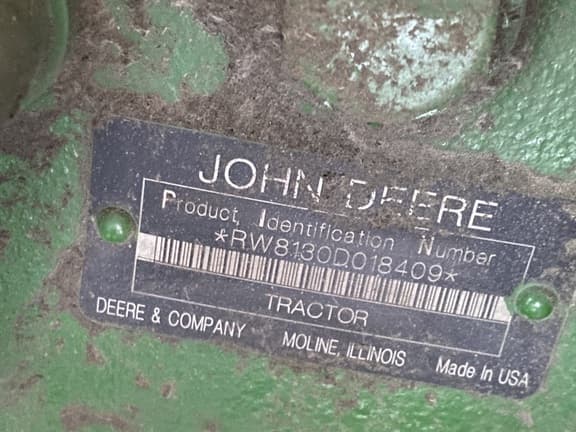 JOHN DEERE
Product Identification Number
*RW8130D018409*
TRACTOR
DEERE & COMPANY MOLINE, ILLINOIS Made In USA